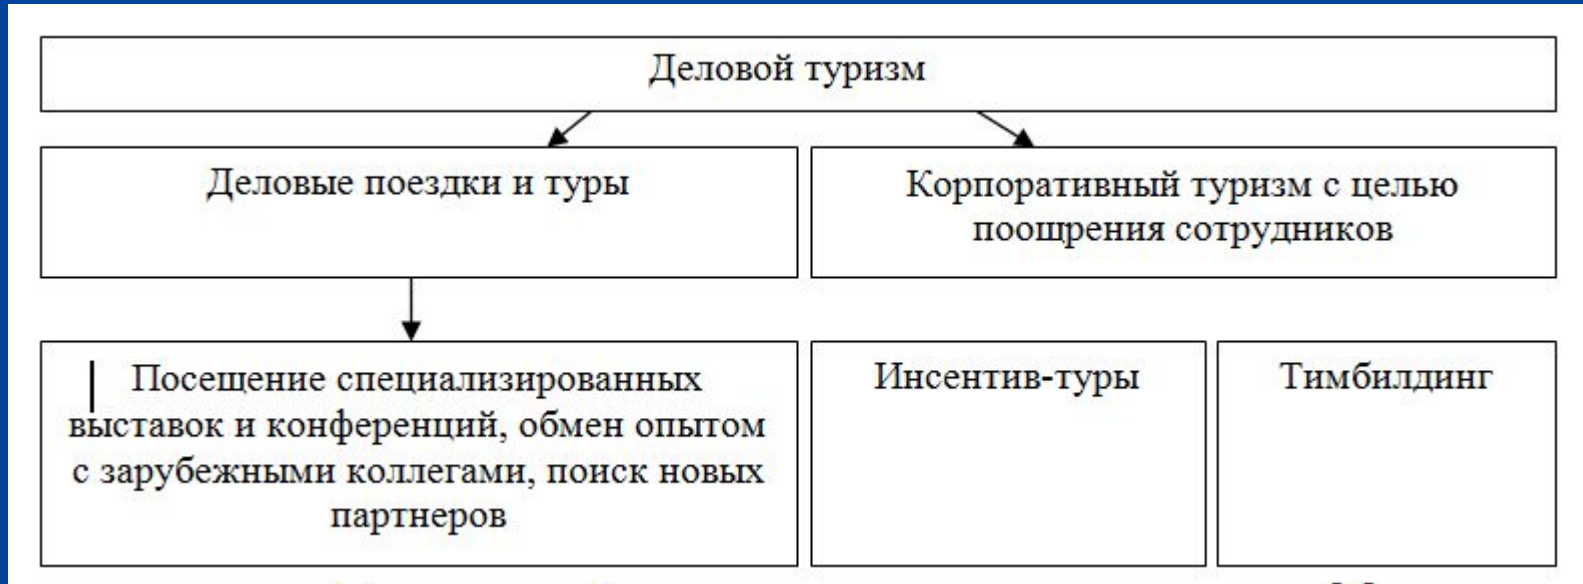 Деловой туризм
Деловые поездки и туры
Корпоративный туризм с целью
поощрения сотрудников
Посещение специализированных
выставок и конференций, обмен опытом
с зарубежными коллегами, поиск новых
партнеров
Инсентив-туры
Тимбилдинг